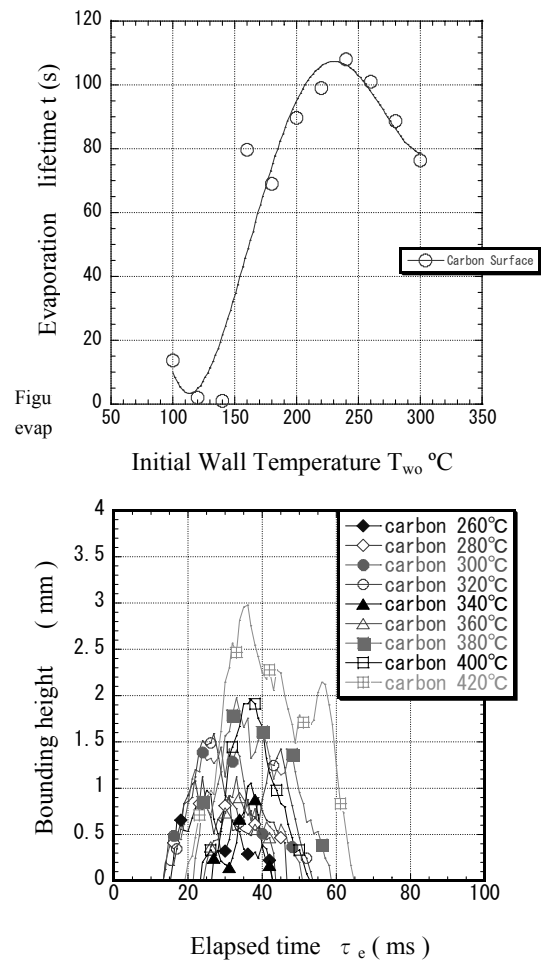 120
100
80
60
40
20
0
Evaporation lifetime t (s)
Carbon Surface
50 100 150 200 250 300 350
Figu
evap
Initial Wall Temperature Two ºC
4
3.5
3
2.5
2
1.5
1
0.5
0
Bounding height ( mm )
carbon 260℃
carbon 280℃
carbon 300℃
carbon 320℃
carbon 340℃
carbon 360℃
carbon 380℃
carbon 400℃
carbon 420℃
0 20 40 60 80 100
Elapsed time τ e ( ms )